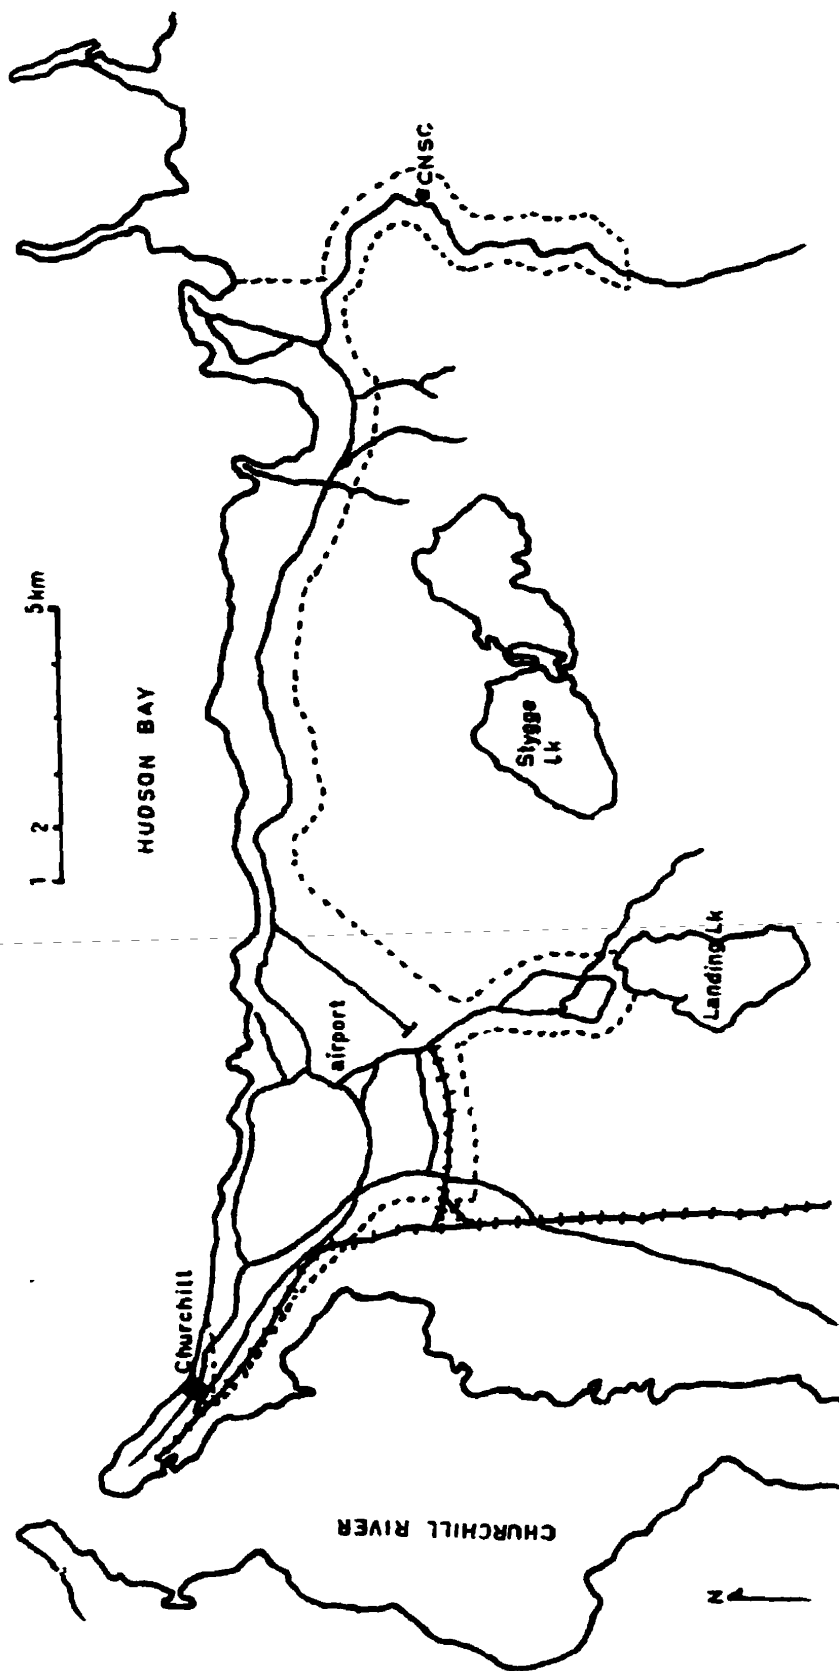 1 2 5km
HUDSON BAY
CNSC
Churchill
airport
Stygge
Lk
Landing Lk
CHURCHILL RIVER
N